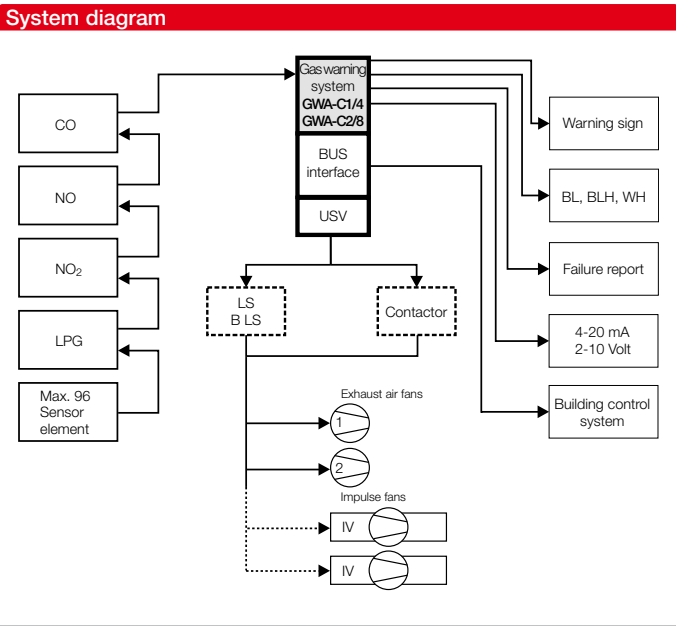 System diagram
Gas warning
system
GWA-C1/4
GWA-C2/8
BUS
interface
USV
CO
NO
NO₂
LPG
Max. 96
Sensor
element
Warning sign
BL, BLH, WH
Failure report
4-20 mA
2-10 Volt
Building control
system
LS
B LS
Contactor
Exhaust air fans
1
2
Impulse fans
IV
IV